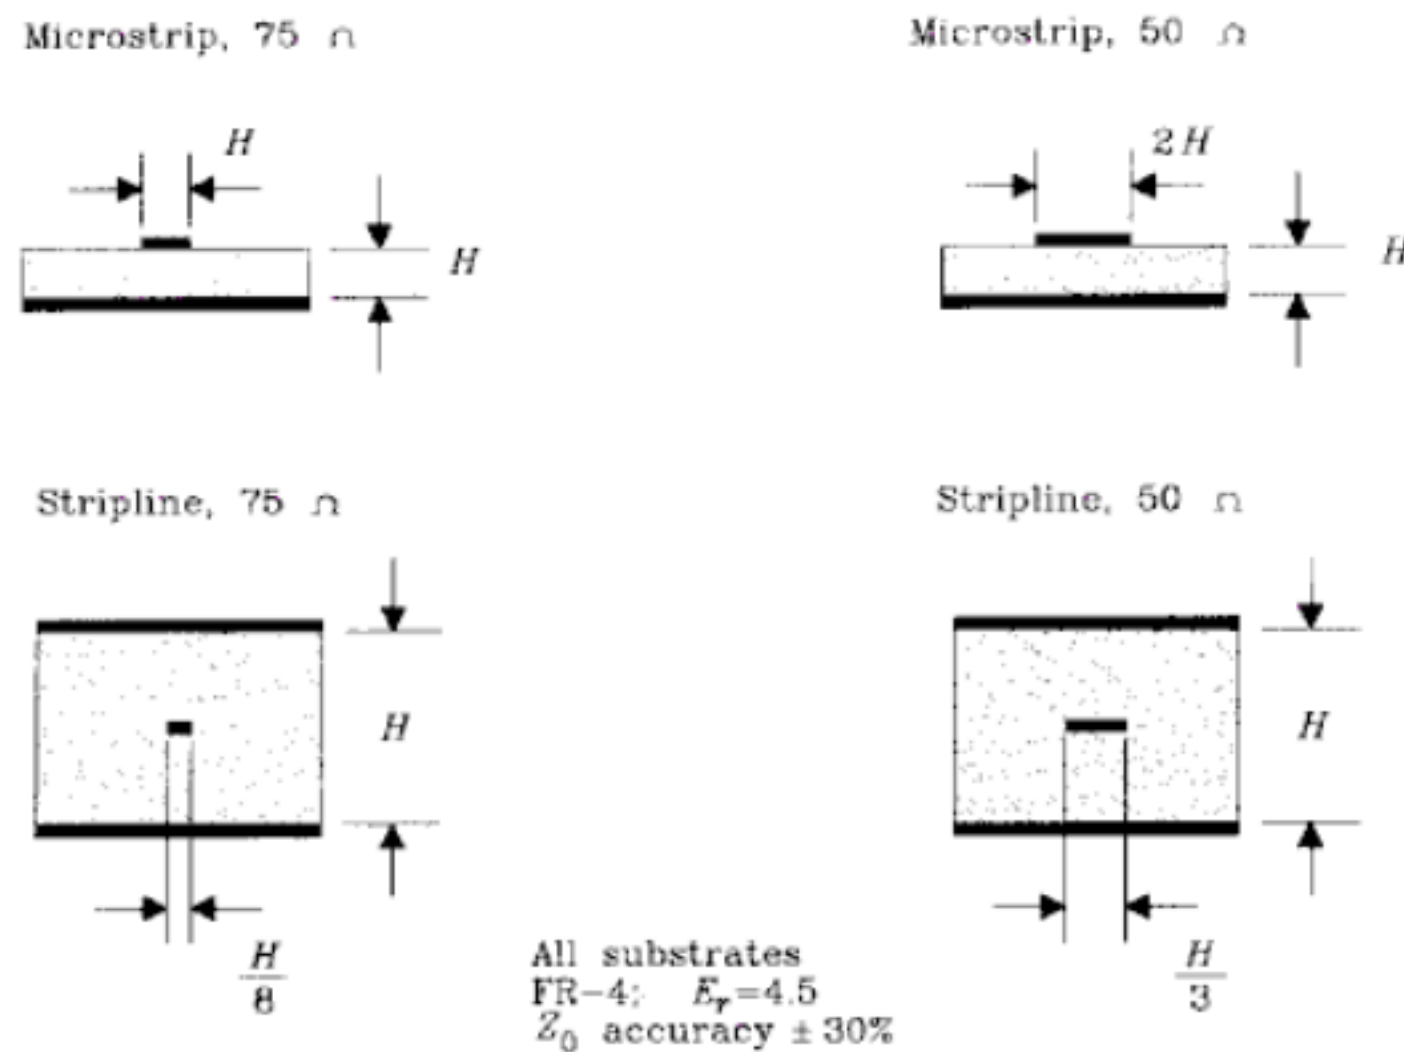 Microstrip, 75 Ω
Microstrip, 50 Ω
H
2H
H
H
Stripline, 75 Ω
Stripline, 50 Ω
H
H
H
8
H
3
All substrates
FR-4; Er=4.5
Z0 accuracy ± 30%